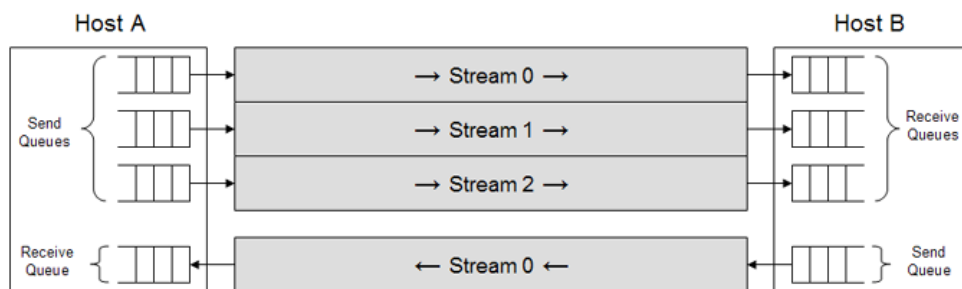 Host A
Host B
→ Stream 0 →
Send
Queues
→ Stream 1 →
Receive
Queues
→ Stream 2 →
Receive
Queue
← Stream 0 ←
Send
Queue